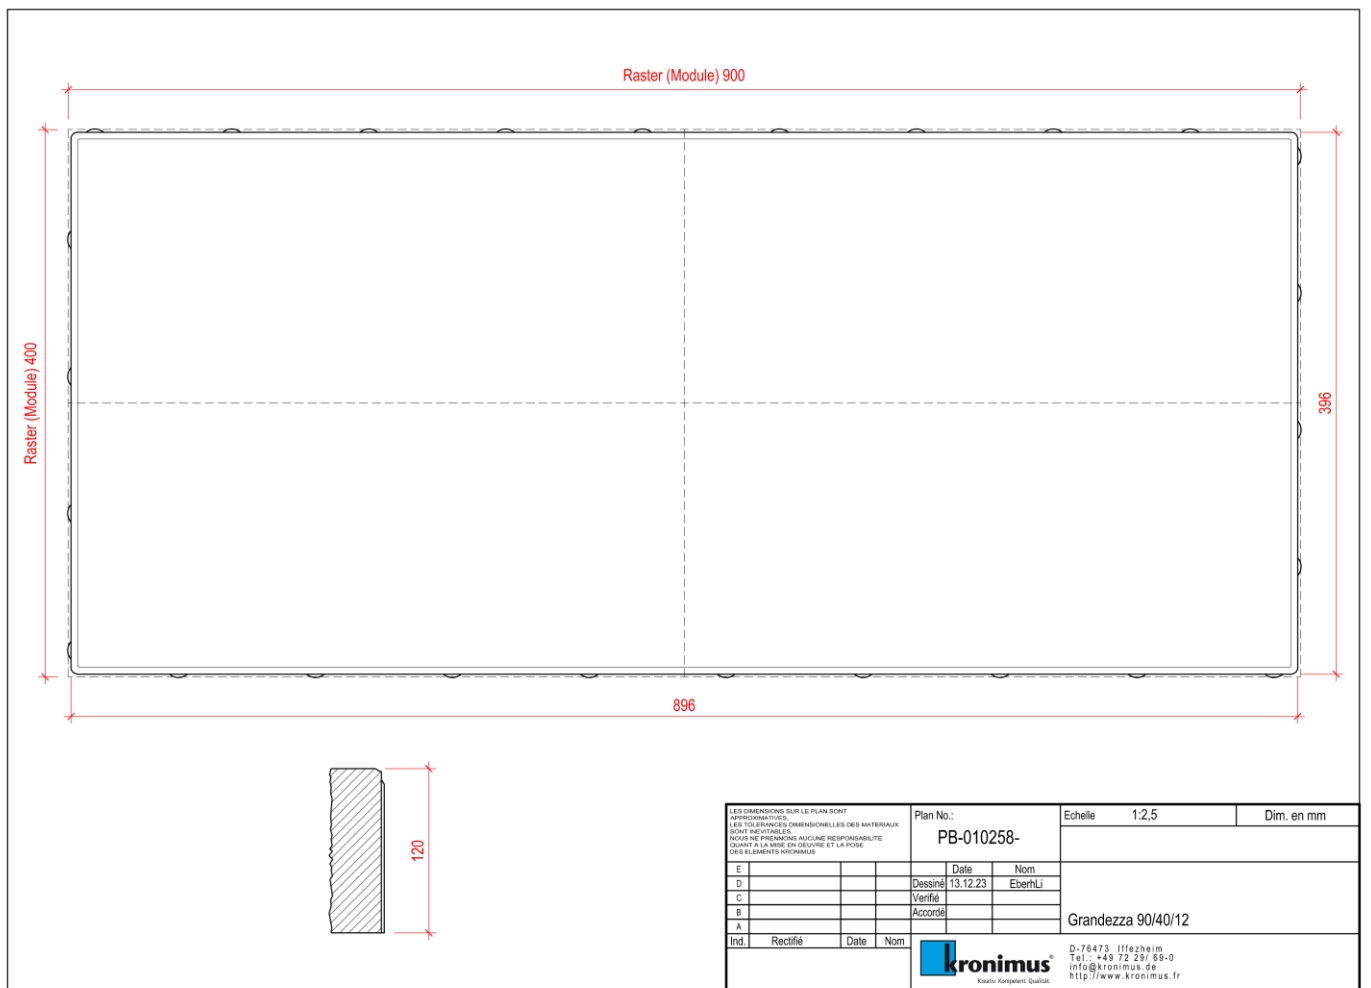 Raster (Module) 900
Raster (Module) 400
396
896
120
LES DIMENSIONS SUR LE PLAN SONT
APPROXIMATIVES,
LES TOLERANCES DIMENSIONELLES DES MATERIAUX
SONT INEVITABLES.
NOUS NE PRENNONS AUCUNE RESPONSABILITE
QUANT A LA MISE EN OEUVRE ET LA POSE
DES ELEMENTS KRONIMUS
Plan No.:
PB-010258-
Echelle 1:2,5
Dim. en mm
E
D
C
B
A
Ind. Rectifié Date Nom
Date Nom
Dessiné 13.12.23 EberhLi
Verifié
Accordé
Grandezza 90/40/12
kronimus®
Kreativ. Kompetent. Qualität.
D-76473 Iffezheim
Tel.: +49 72 29/ 69-0
info@kronimus.de
http://www.kronimus.fr